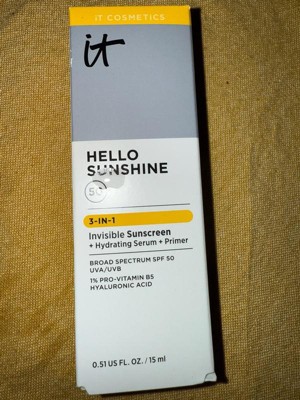 IT COSMETICS
it
HELLO
SUNSHINE
50
3-IN-1
Invisible Sunscreen
+ Hydrating Serum + Primer
BROAD SPECTRUM SPF 50
UVA/UVB
1% PRO-VITAMIN B5
HYALURONIC ACID
0.51 US FL. OZ. / 15 ml